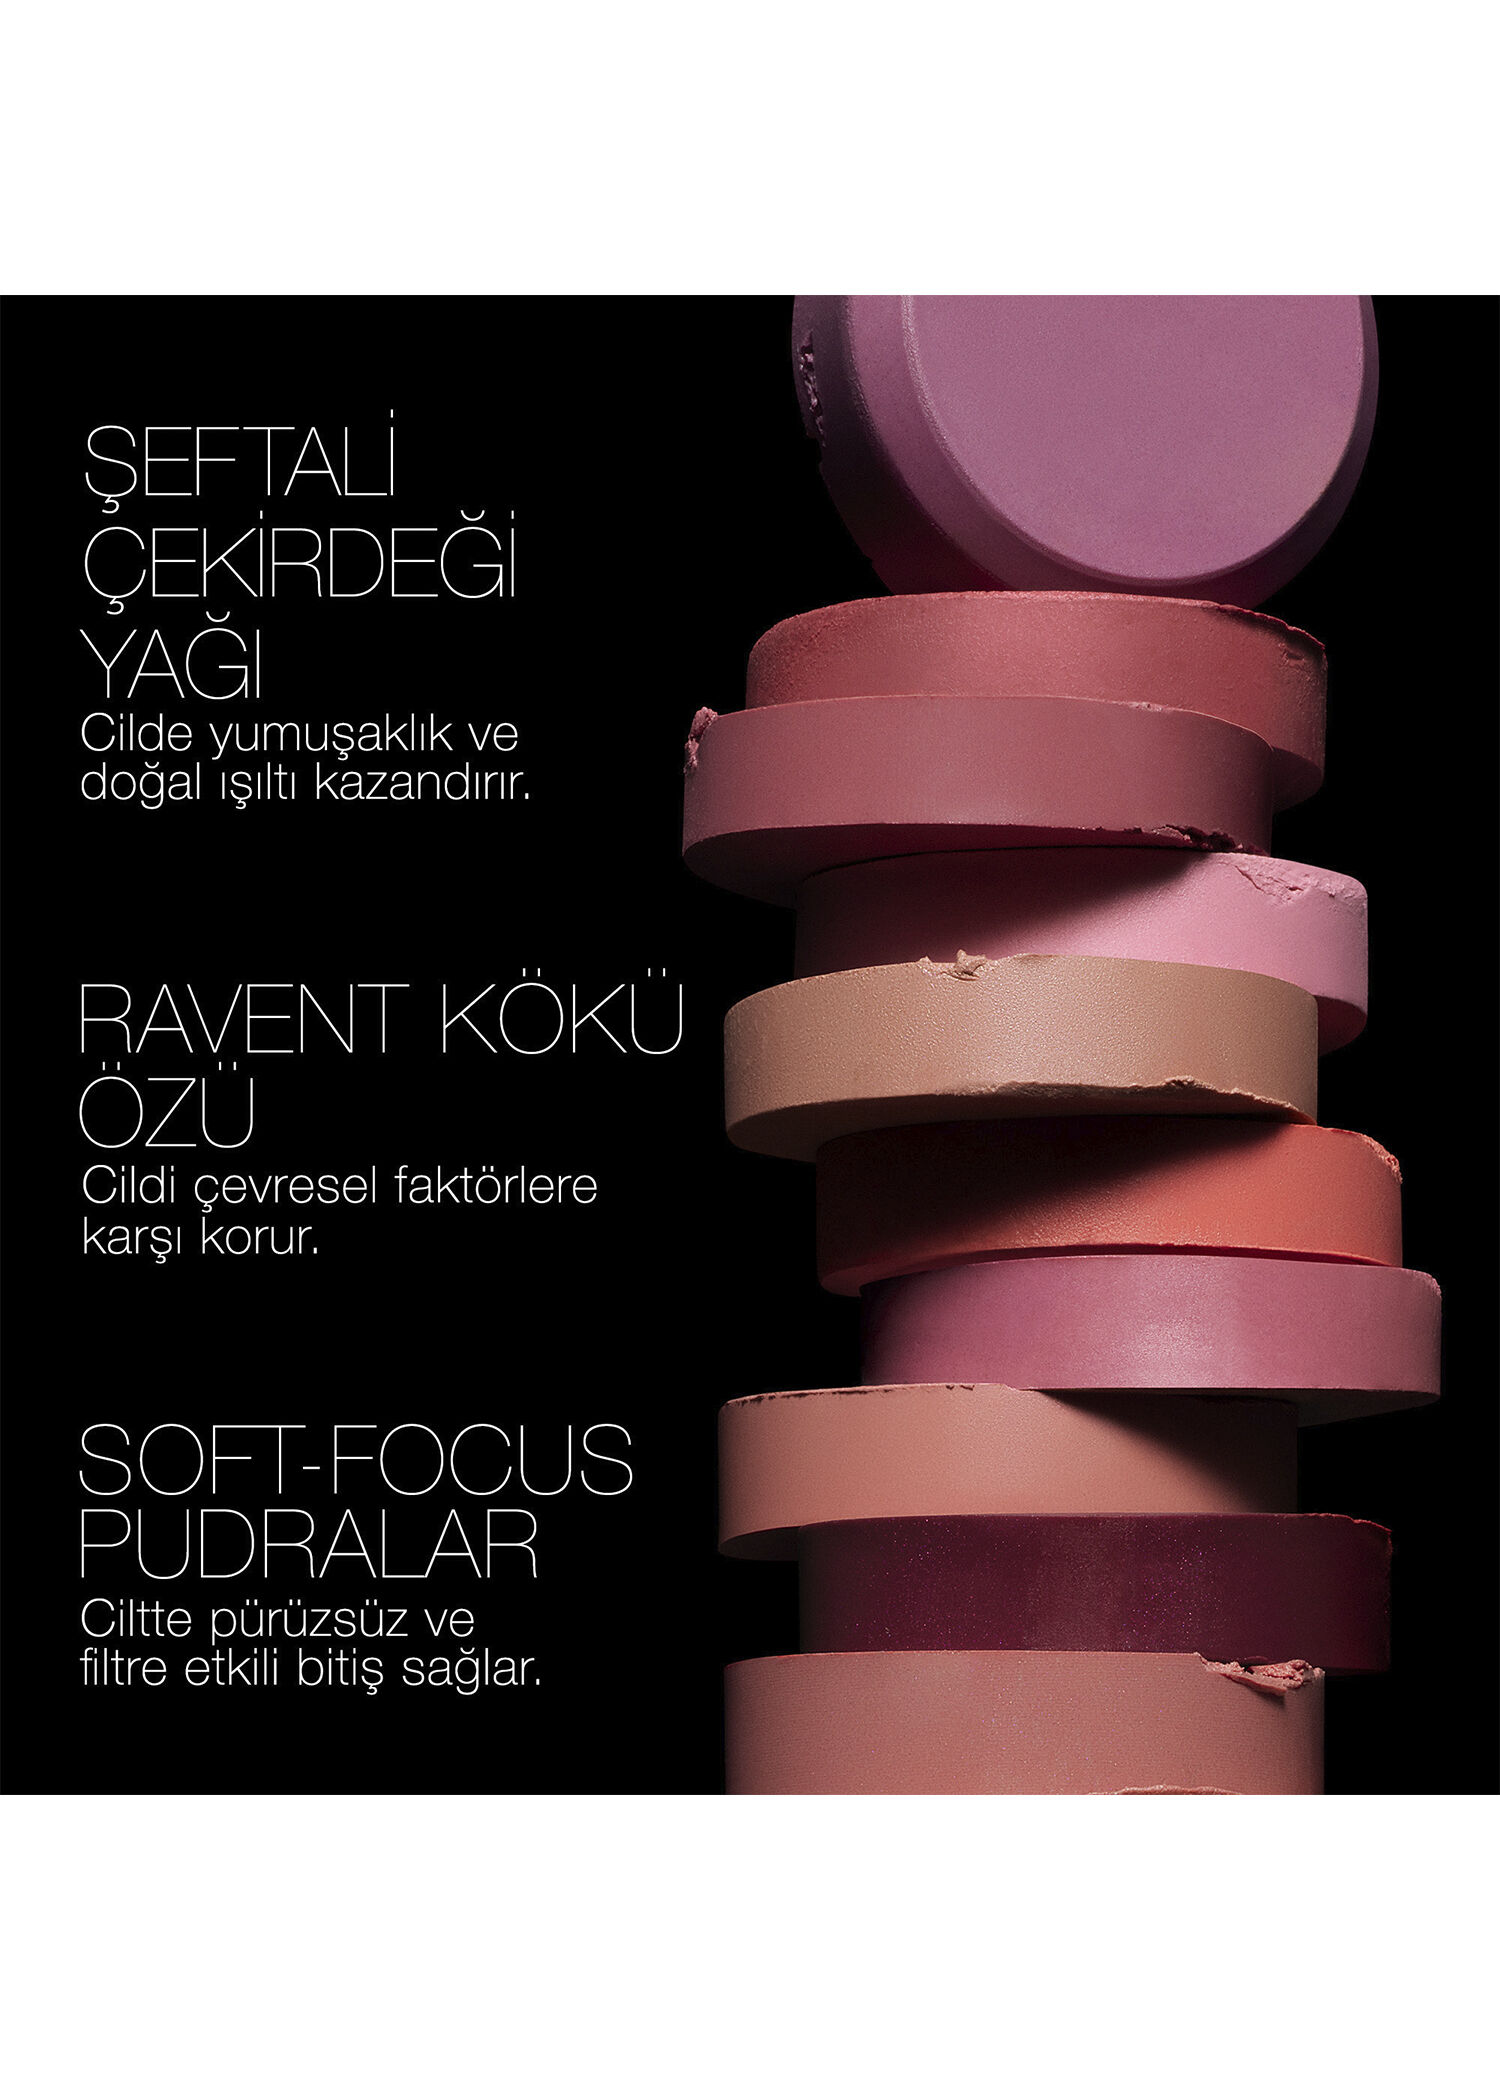 ŞEFTALİ
ÇEKİRDEĞİ
YAĞI
Cilde yumuşaklık ve
doğal ışıltı kazandırır.
RAVENT KÖKÜ
ÖZÜ
Cildi çevresel faktörlere
karşı korur.
SOFT-FOCUS
PUDRALAR
Ciltte pürüzsüz ve
filtre etkili bitiş sağlar.